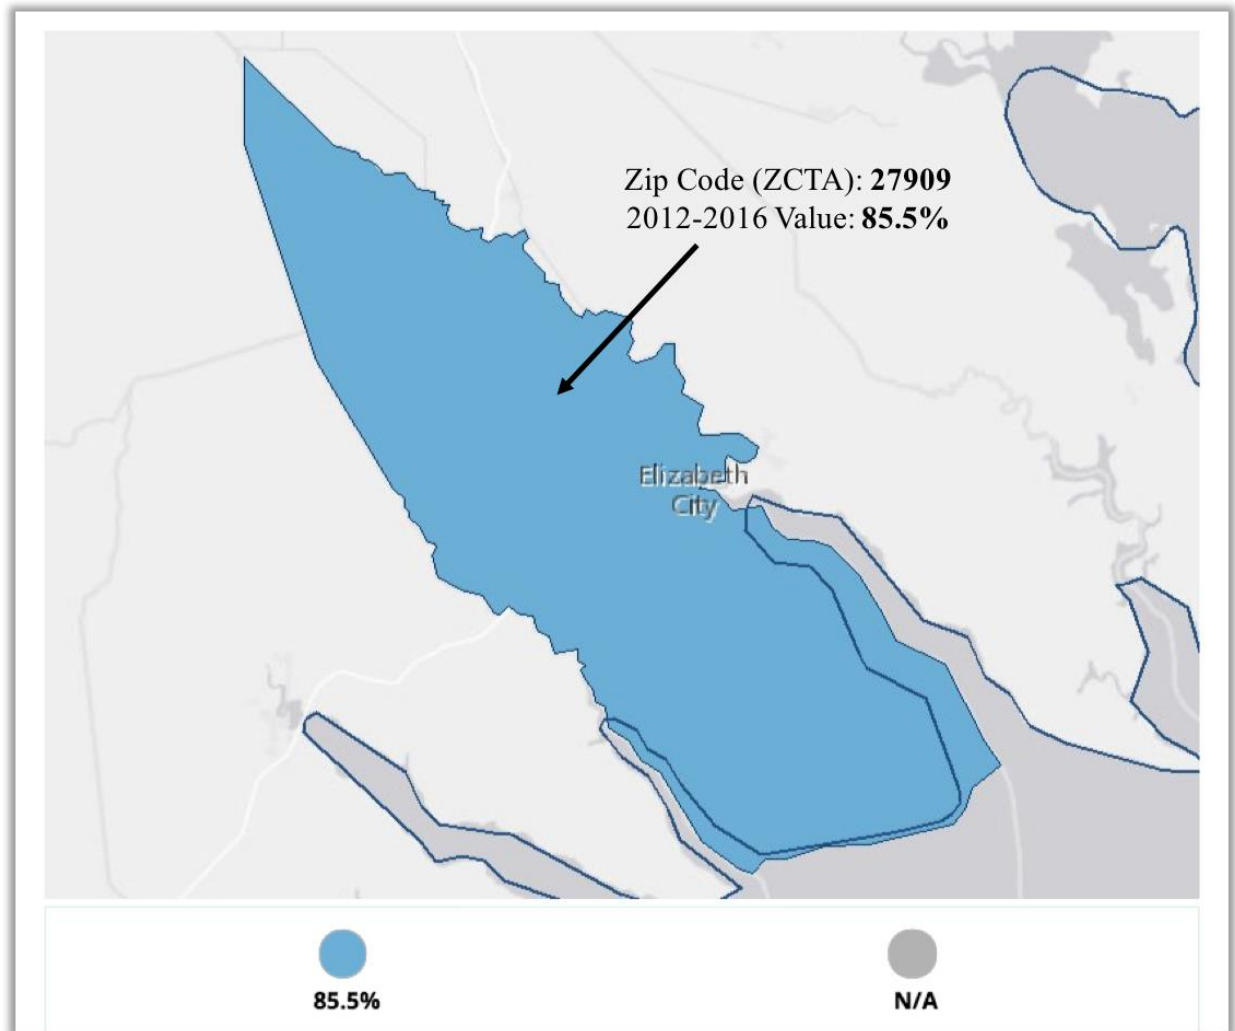 Zip Code (ZCTA): 27909
2012-2016 Value: 85.5%
Elizabeth
City
85.5%
N/A